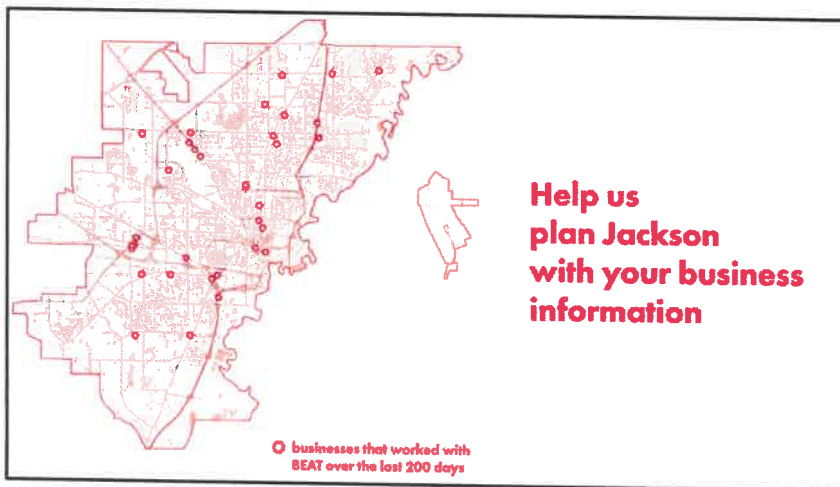 Help us
plan Jackson
with your business
information
businesses that worked with
BEAT over the last 200 days